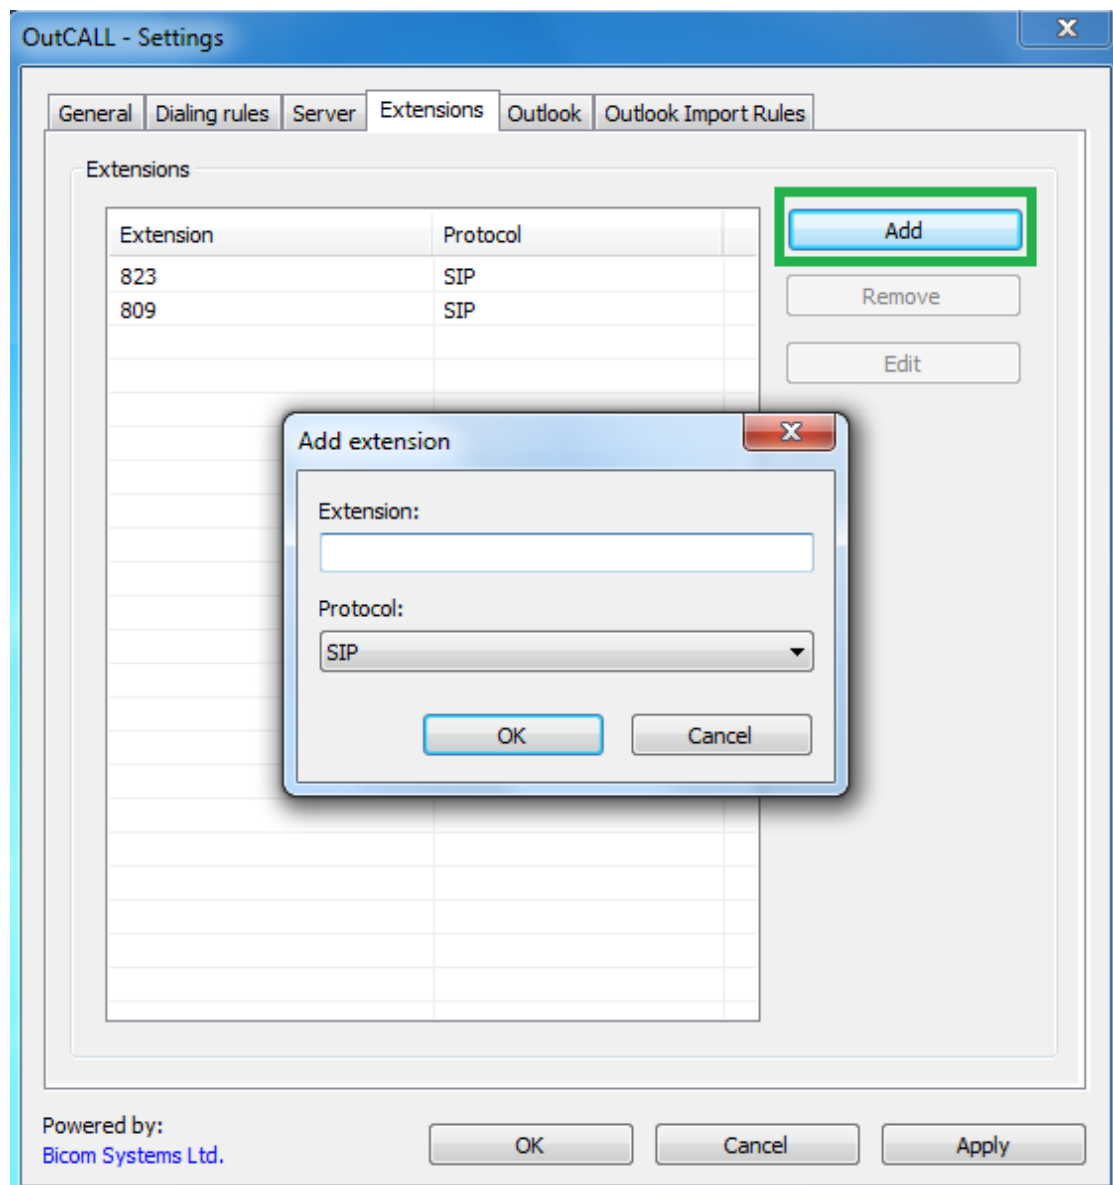 OutCALL - Settings
General Dialing rules Server Extensions Outlook Outlook Import Rules
Extensions
Extension Protocol
Add
823 SIP
Remove
809 SIP
Edit
Add extension
Extension:
Protocol:
SIP
OK Cancel
Powered by:
Bicom Systems Ltd.
OK Cancel Apply